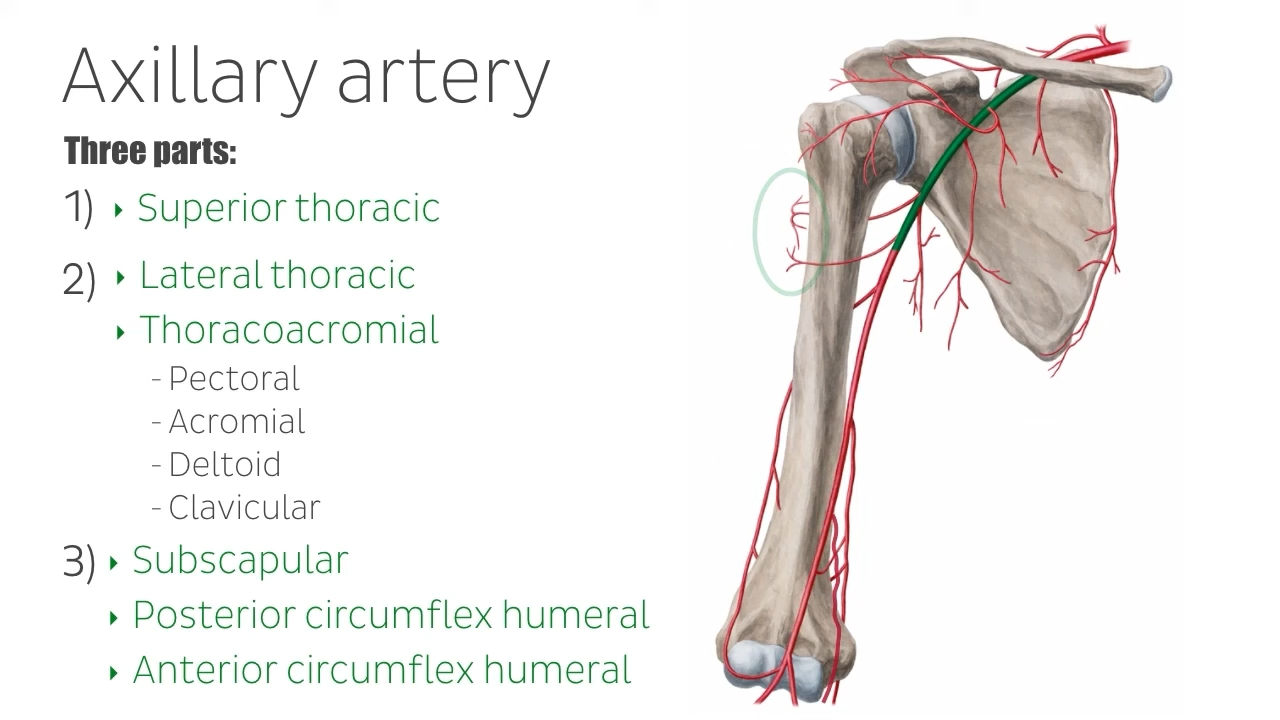 Axillary artery
Three parts:
1) ‣ Superior thoracic
2) ‣ Lateral thoracic
‣ Thoracoacromial
- Pectoral
- Acromial
- Deltoid
- Clavicular
3) ‣ Subscapular
‣ Posterior circumflex humeral
‣ Anterior circumflex humeral